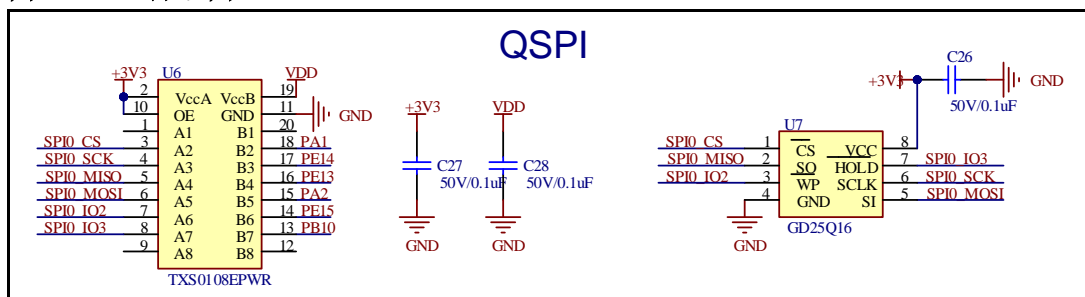 QSPI
+3V3 U6 VDD
2 VccA VccB 19
10 OE GND 11 GND
1 A1 B1 20
SPI0_CS 3 A2 B2 18 PA1
SPI0_SCK 4 A3 B3 17 PE14
SPI0_MISO 5 A4 B4 16 PE13
SPI0_MOSI 6 A5 B5 15 PA2
SPI0_IO2 7 A6 B6 14 PE15
SPI0_IO3 8 A7 B7 13 PB10
9 A8 B8 12
TXS0108EPWR
+3V3
C27
50V/0.1uF
GND
VDD
C28
50V/0.1uF
GND
C26
+3V3 GND
50V/0.1uF
U7
SPI0_CS 1 CS VCC 8
SPI0_MISO 2 SO HOLD 7 SPI0_IO3
SPI0_IO2 3 WP SCLK 6 SPI0_SCK
4 GND SI 5 SPI0_MOSI
GND
GD25Q16